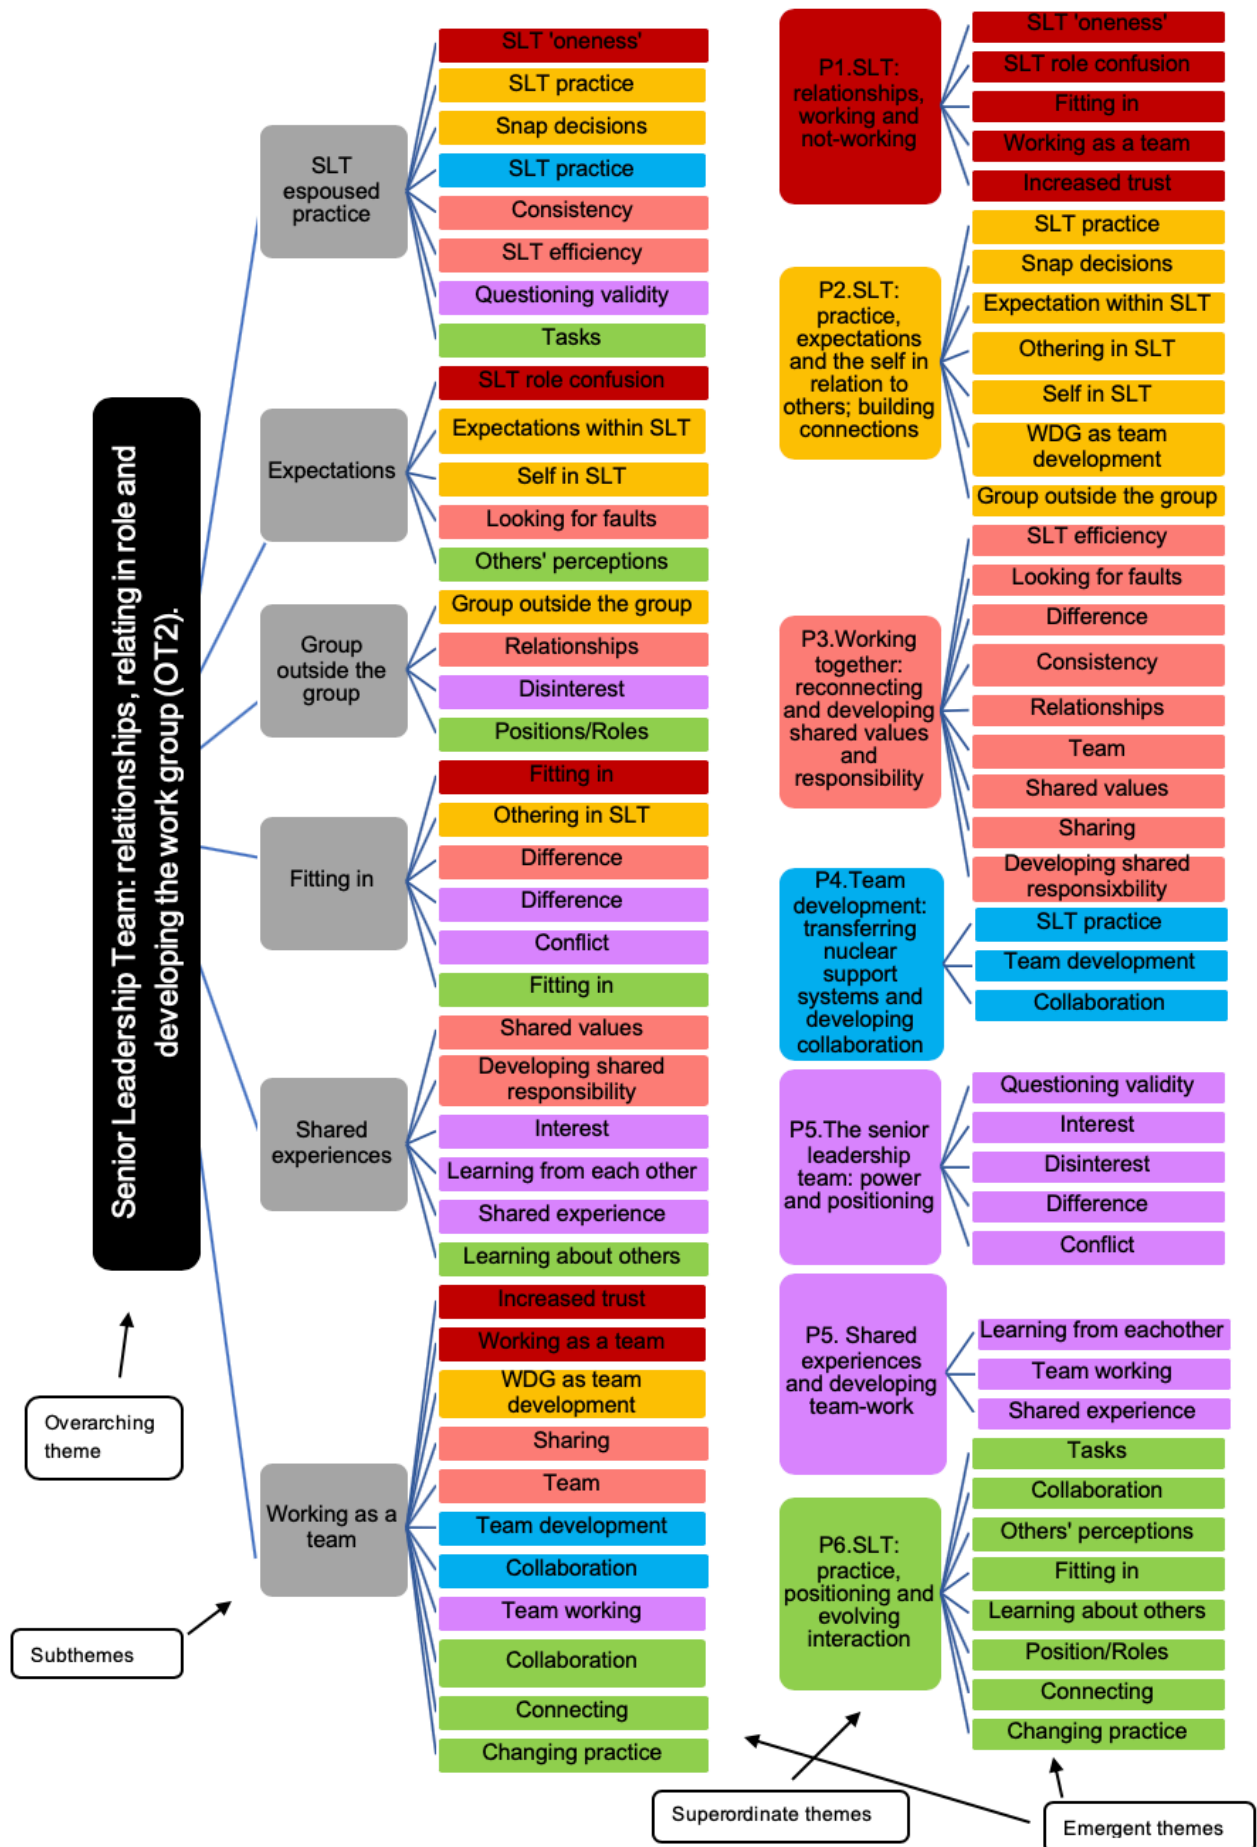 Senior Leadership Team: relationships, relating in role and
developing the work group (OT2).
Overarching
theme
Subthemes
SLT
espoused
practice
SLT 'oneness'
SLT practice
Snap decisions
SLT practice
Consistency
SLT efficiency
Questioning validity
Tasks
Expectations
SLT role confusion
Expectations within SLT
Self in SLT
Looking for faults
Others' perceptions
Group
outside the
group
Group outside the group
Relationships
Disinterest
Positions/Roles
Fitting in
Fitting in
Othering in SLT
Difference
Difference
Conflict
Fitting in
Shared
experiences
Shared values
Developing shared
responsibility
Interest
Learning from each other
Shared experience
Learning about others
Working as a
team
Increased trust
Working as a team
WDG as team
development
Sharing
Team
Team development
Collaboration
Team working
Collaboration
Connecting
Changing practice
P1.SLT:
relationships,
working and
not-working
SLT 'oneness'
SLT role confusion
Fitting in
Working as a team
Increased trust
P2.SLT:
practice,
expectations
and the self in
relation to
others; building
connections
SLT practice
Snap decisions
Expectation within SLT
Othering in SLT
Self in SLT
WDG as team
development
Group outside the group
P3.Working
together:
reconnecting
and developing
shared values
and
responsibility
SLT efficiency
Looking for faults
Difference
Consistency
Relationships
Team
Shared values
Sharing
Developing shared
responsixbility
P4.Team
development:
transferring
nuclear
support
systems and
developing
collaboration
SLT practice
Team development
Collaboration
P5.The senior
leadership
team: power
and positioning
Questioning validity
Interest
Disinterest
Difference
Conflict
P5. Shared
experiences
and developing
team-work
Learning from eachother
Team working
Shared experience
P6.SLT:
practice,
positioning and
evolving
interaction
Tasks
Collaboration
Others' perceptions
Fitting in
Learning about others
Position/Roles
Connecting
Changing practice
Superordinate themes
Emergent themes